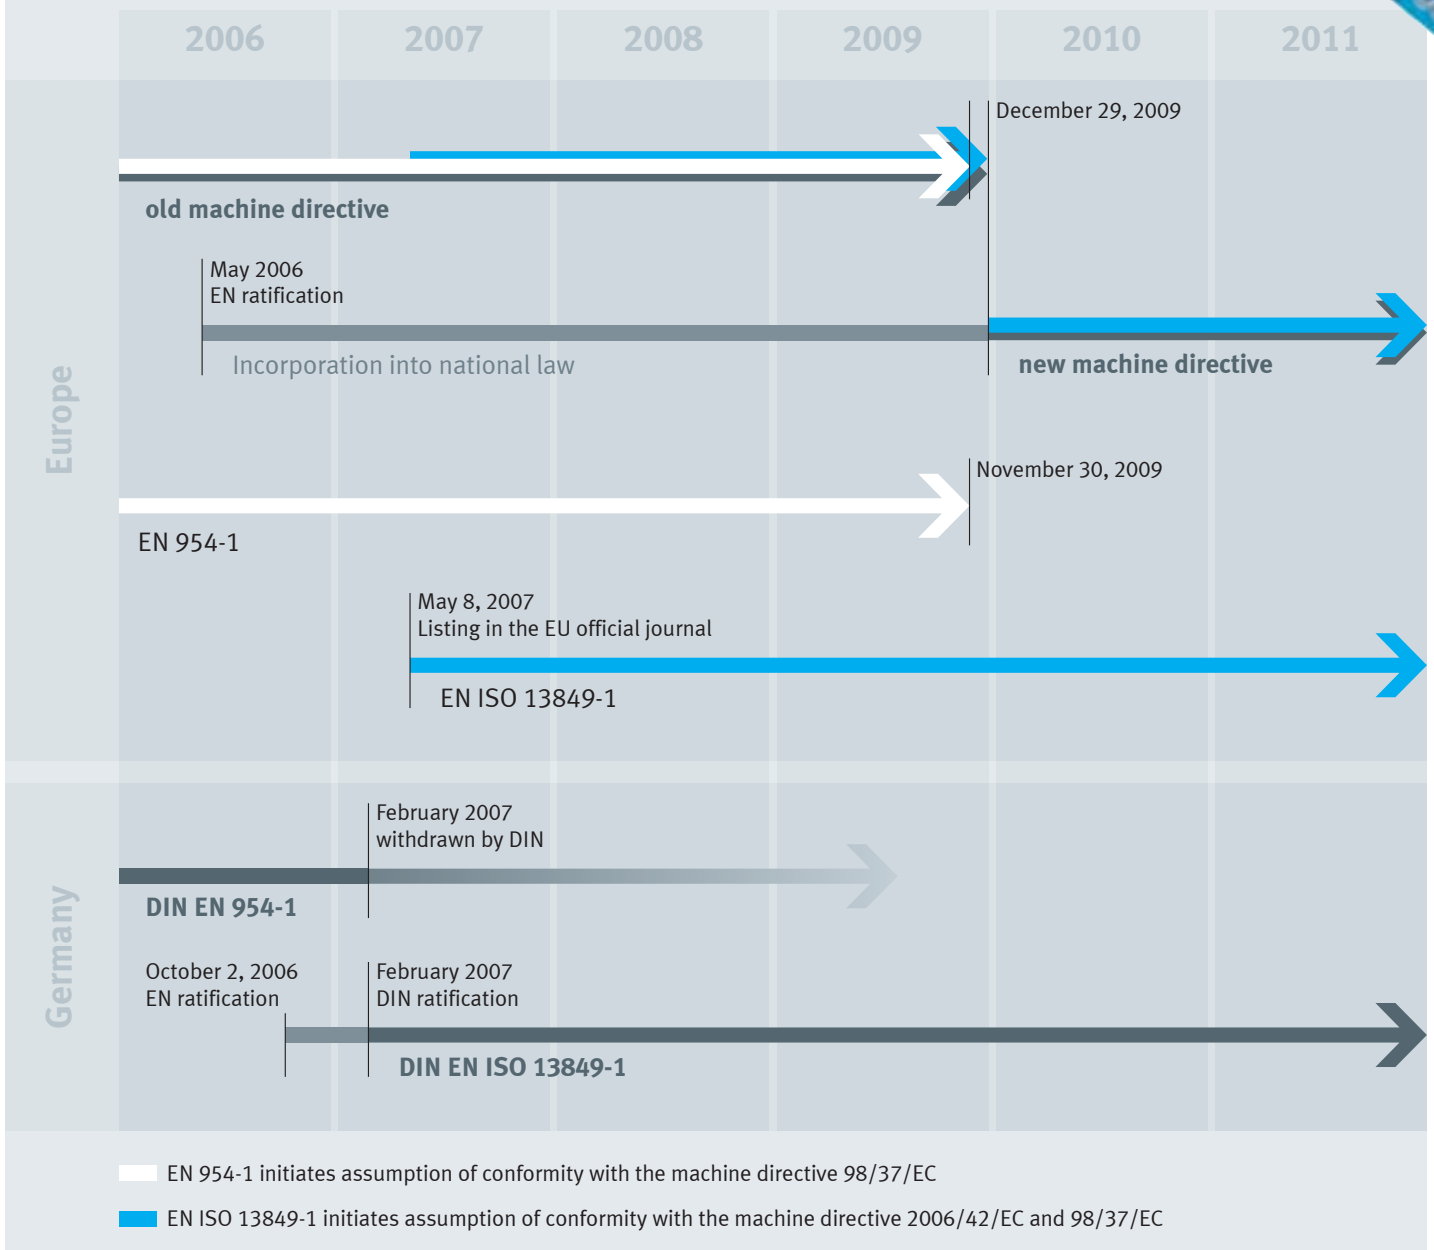 2006 2007 2008 2009 2010 2011
Europe
December 29, 2009
old machine directive
May 2006
EN ratification
Incorporation into national law
new machine directive
November 30, 2009
EN 954-1
May 8, 2007
Listing in the EU official journal
EN ISO 13849-1
Germany
February 2007
withdrawn by DIN
DIN EN 954-1
October 2, 2006
EN ratification
February 2007
DIN ratification
DIN EN ISO 13849-1
EN 954-1 initiates assumption of conformity with the machine directive 98/37/EC
EN ISO 13849-1 initiates assumption of conformity with the machine directive 2006/42/EC and 98/37/EC